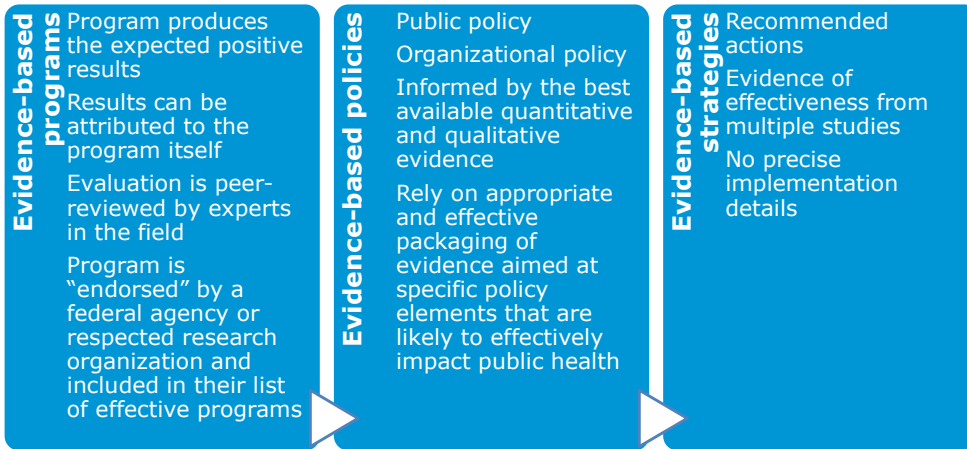 Evidence-based
programs
Program produces
the expected positive
results
Results can be
attributed to the
program itself
Evaluation is peer-
reviewed by experts
in the field
Program is
“endorsed” by a
federal agency or
respected research
organization and
included in their list
of effective programs
Evidence-based policies
Public policy
Organizational policy
Informed by the best
available quantitative
and qualitative
evidence
Rely on appropriate
and effective
packaging of
evidence aimed at
specific policy
elements that are
likely to effectively
impact public health
Evidence-based
strategies
Recommended
actions
Evidence of
effectiveness from
multiple studies
No precise
implementation
details